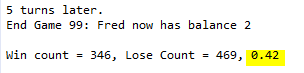 5 turns later.
End Game 99: Fred now has balance 2
Win count = 346, Lose Count = 469, 0.42